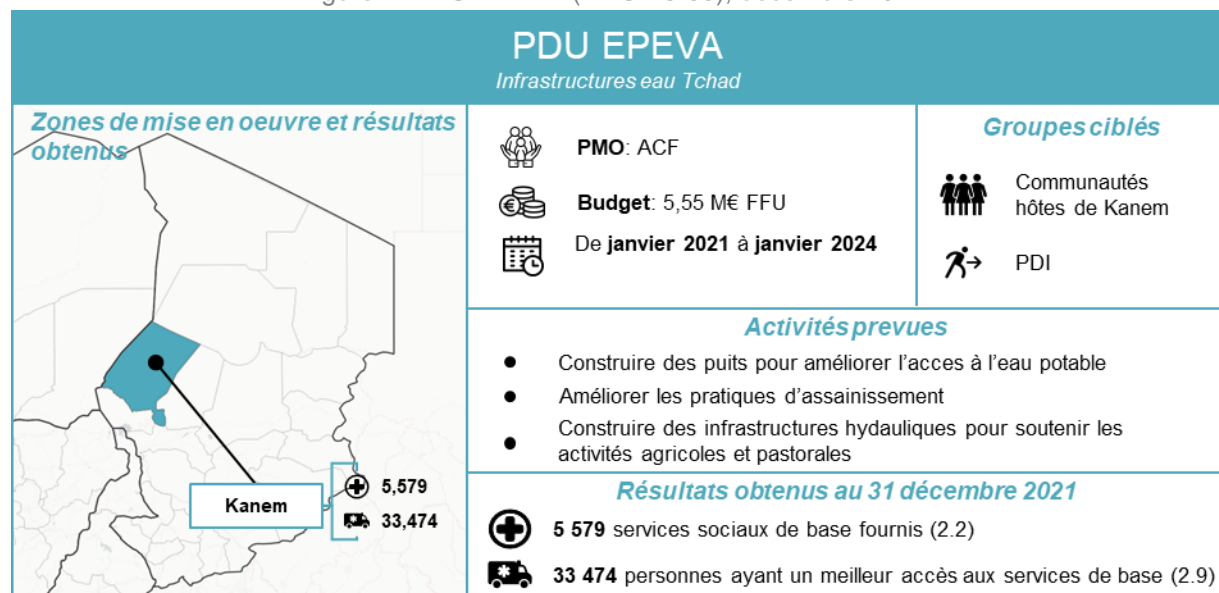 PDU EPEVA
Infrastructures eau Tchad
Zones de mise en oeuvre et résultats
obtenus
Kanem
5,579
33,474
PMO: ACF
Budget: 5,55 M€ FFU
De janvier 2021 à janvier 2024
Groupes ciblés
Communautés
hôtes de Kanem
PDI
Activités prevues
Construire des puits pour améliorer l'acces à l'eau potable
Améliorer les pratiques d'assainissement
Construire des infrastructures hydauliques pour soutenir les
activités agricoles et pastorales
Résultats obtenus au 31 décembre 2021
5 579 services sociaux de base fournis (2.2)
33 474 personnes ayant un meilleur accès aux services de base (2.9)